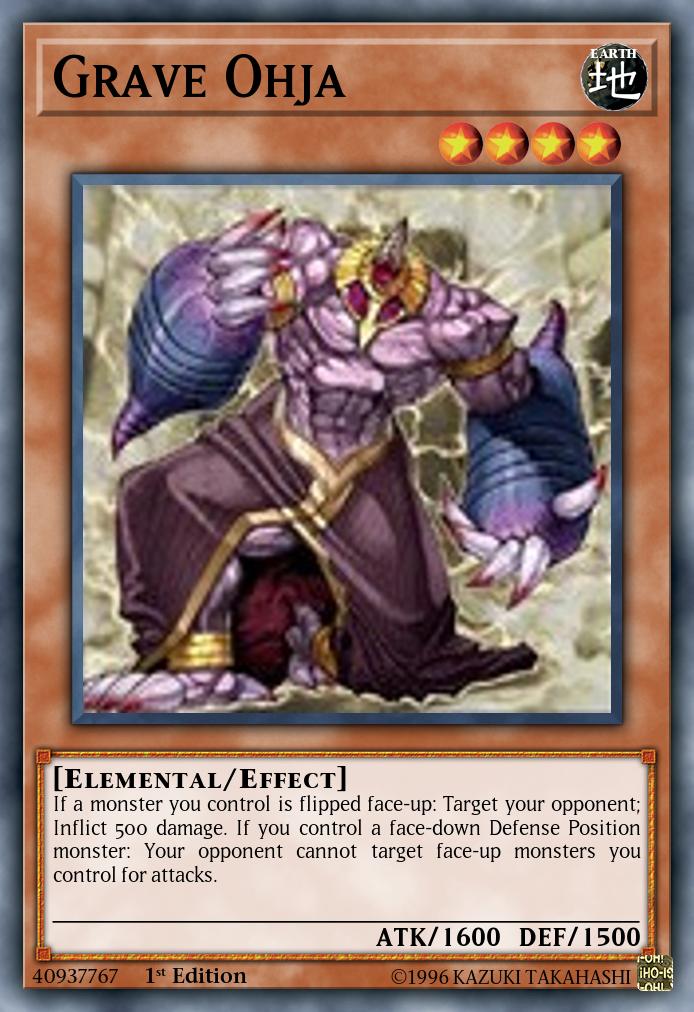 Grave Ohja
EARTH
地
[Elemental/Effect]
If a monster you control is flipped face-up: Target your opponent;
Inflict 500 damage. If you control a face-down Defense Position
monster: Your opponent cannot target face-up monsters you
control for attacks.
ATK/1600 DEF/1500
40937767 1st Edition ©1996 KAZUKI TAKAHASHI